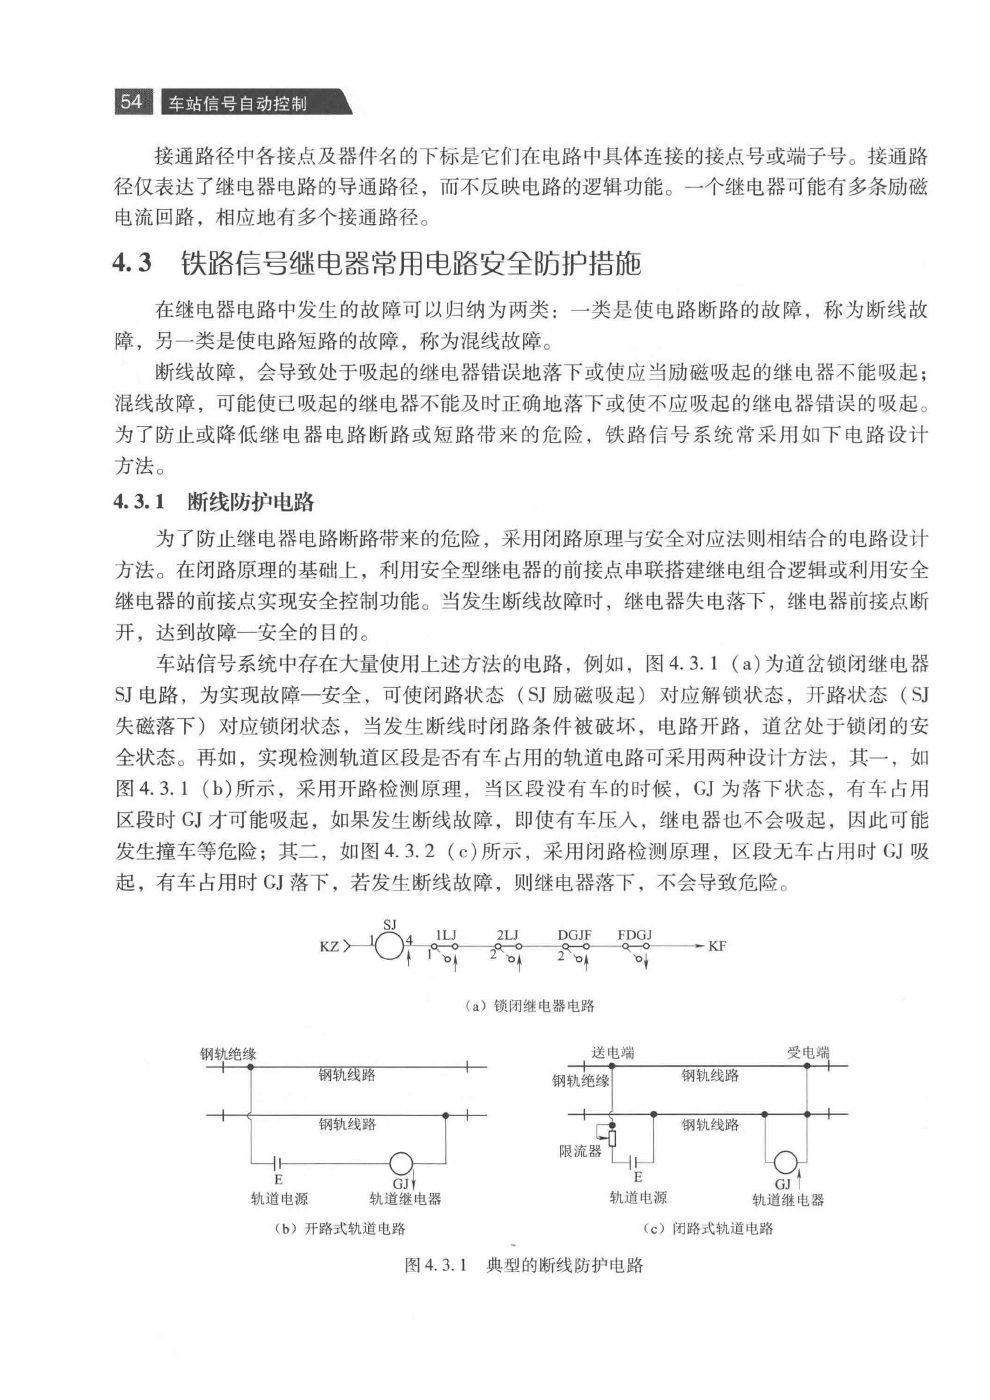 54 车站信号自动控制
接通路径中各接点及器件名的下标是它们在电路中具体连接的接点号或端子号。接通路
径仅表达了继电器电路的导通路径，而不反映电路的逻辑功能。一个继电器可能有多条励磁
电流回路，相应地有多个接通路径。
4.3 铁路信号继电器常用电路安全防护措施
在继电器电路中发生的故障可以归纳为两类：一类是使电路断路的故障，称为断线故
障，另一类是使电路短路的故障，称为混线故障。
断线故障，会导致处于吸起的继电器错误地落下或使应当励磁吸起的继电器不能吸起；
混线故障，可能使已吸起的继电器不能及时正确地落下或使不应吸起的继电器错误的吸起。
为了防止或降低继电器电路断路或短路带来的危险，铁路信号系统常采用如下电路设计
方法。
4.3.1 断线防护电路
为了防止继电器电路断路带来的危险，采用闭路原理与安全对应法则相结合的电路设计
方法。在闭路原理的基础上，利用安全型继电器的前接点串联搭建继电组合逻辑或利用安全
继电器的前接点实现安全控制功能。当发生断线故障时，继电器失电落下，继电器前接点断
开，达到故障—安全的目的。
车站信号系统中存在大量使用上述方法的电路，例如，图4.3.1（a）为道岔锁闭继电器
SJ电路，为实现故障—安全，可使闭路状态（SJ励磁吸起）对应解锁状态，开路状态（SJ
失磁落下）对应锁闭状态，当发生断线时闭路条件被破坏，电路开路，道岔处于锁闭的安
全状态。再如，实现检测轨道区段是否有车占用的轨道电路可采用两种设计方法，其一，如
图4.3.1（b）所示，采用开路检测原理，当区段没有车的时候，GJ为落下状态，有车占用
区段时GJ才可能吸起，如果发生断线故障，即使有车压入，继电器也不会吸起，因此可能
发生撞车等危险；其二，如图4.3.2（c）所示，采用闭路检测原理，区段无车占用时GJ吸
起，有车占用时GJ落下，若发生断线故障，则继电器落下，不会导致危险。
SJ
KZ 1 4 1LJ 2LJ DGJF FDGJ KF
1 2 2
（a）锁闭继电器电路
钢轨绝缘
钢轨线路
钢轨线路
E GJ
轨道电源 轨道继电器
（b）开路式轨道电路
送电端 受电端
钢轨绝缘 钢轨线路
钢轨线路
限流器
E GJ
轨道电源 轨道继电器
（c）闭路式轨道电路
图4.3.1 典型的断线防护电路